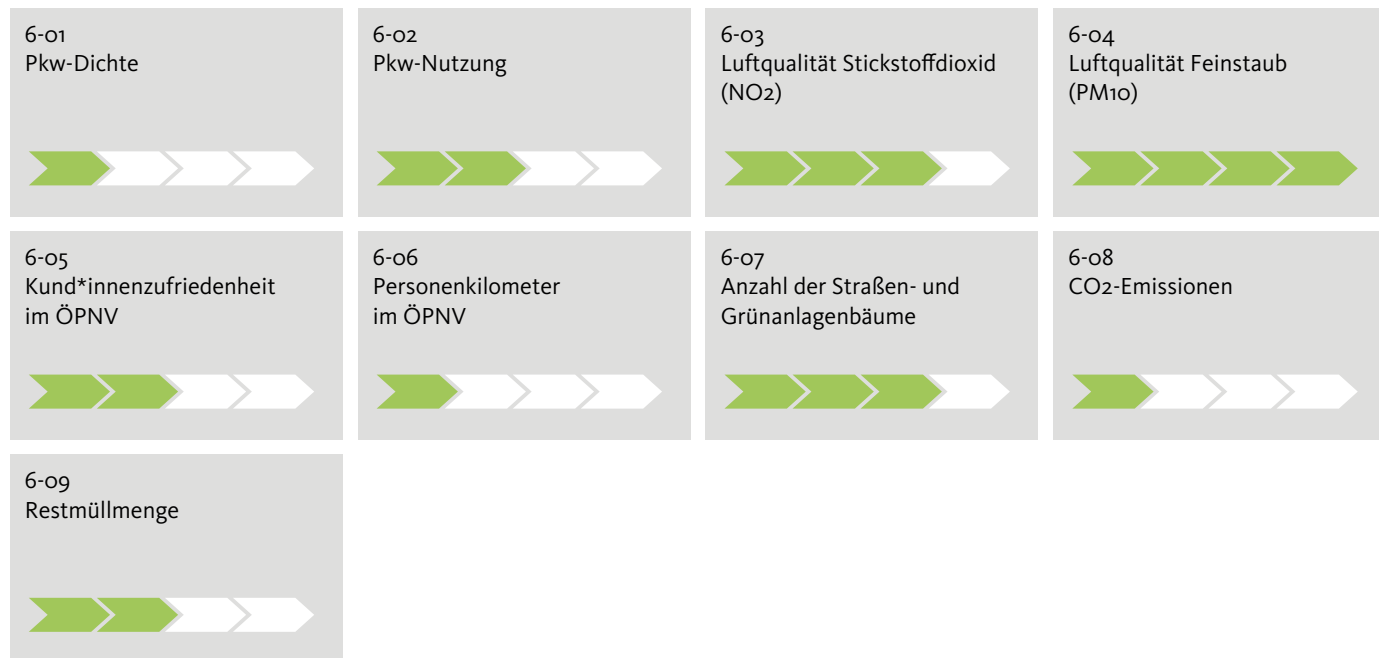 6-01
Pkw-Dichte
6-02
Pkw-Nutzung
6-03
Luftqualität Stickstoffdioxid
(NO2)
6-04
Luftqualität Feinstaub
(PM10)
6-05
Kund*innenzufriedenheit
im ÖPNV
6-06
Personenkilometer
im ÖPNV
6-07
Anzahl der Straßen- und
Grünanlagenbäume
6-08
CO2-Emissionen
6-09
Restmüllmenge